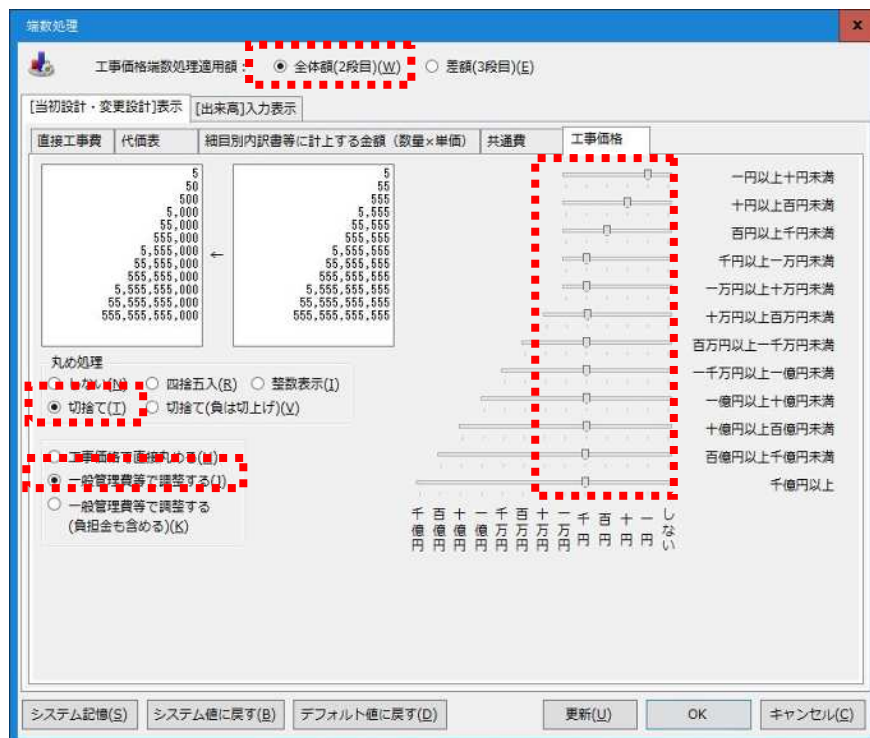 端数処理
x
工事価格端数処理適用額： 全体額(2段目)(W) 差額(3段目)(E)
[当初設計・変更設計]表示 [出来高]入力表示
直接工事費 代価表 細目別内訳書等に計上する金額（数量×単価） 共通費 工事価格
5
50
500
5,000
55,000
555,000
5,555,000
55,555,000
555,555,000
5,555,555,000
55,555,555,000
555,555,555,000
←
5
55
555
5,555
55,555
555,555
5,555,555
55,555,555
555,555,555
5,555,555,555
55,555,555,555
555,555,555,555
一円以上十円未満
十円以上百円未満
百円以上千円未満
千円以上一万円未満
一万円以上十万円未満
十万円以上百万円未満
百万円以上一千万円未満
一千万円以上一億円未満
一億円以上十億円未満
十億円以上百億円未満
百億円以上千億円未満
千億円以上
千億円
百億円
十億円
一億円
千万円
百万円
十万円
一万円
千円
百円
十円
一円
しない
丸め処理
しない(N) 四捨五入(R) 整数表示(I)
切捨て(T) 切捨て(負は切上げ)(V)
工事価格で直接丸める(H)
一般管理費等で調整する(J)
一般管理費等で調整する
(負担金も含める)(K)
システム記憶(S) システム値に戻す(B) デフォルト値に戻す(D) 更新(U) OK キャンセル(C)